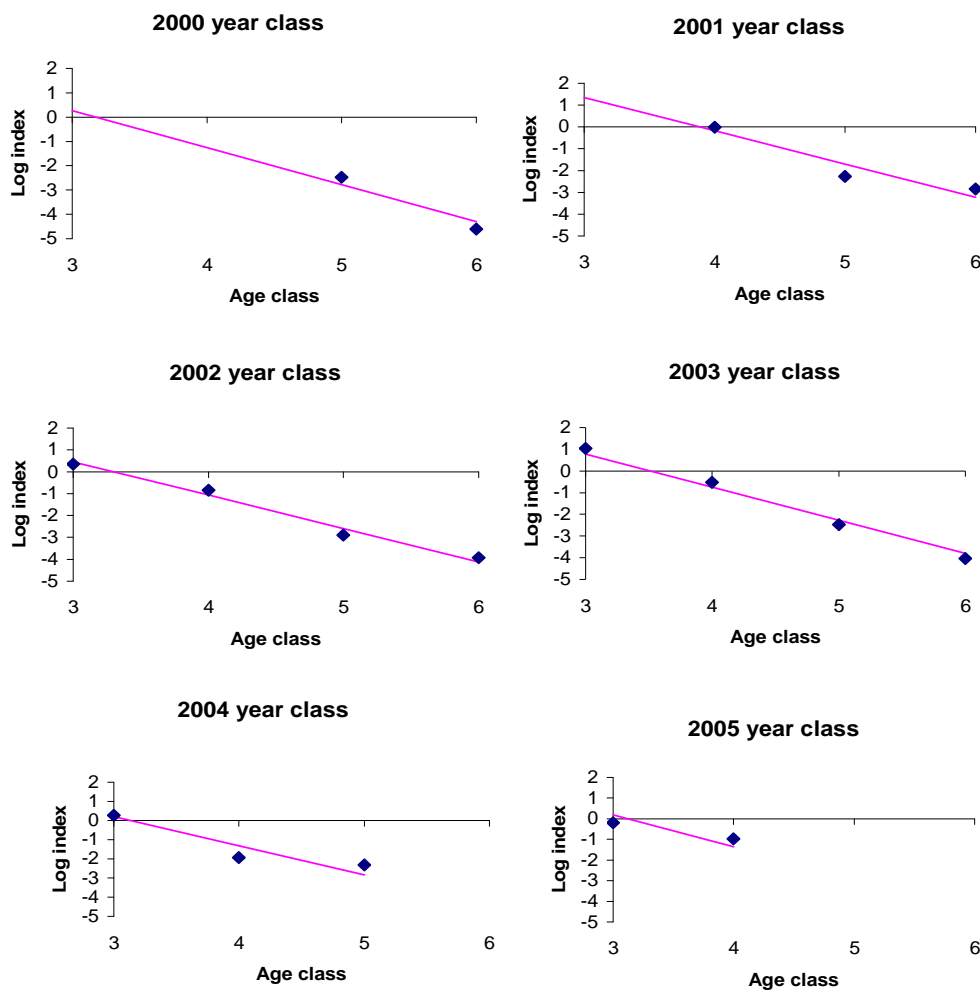 2000 year class
Log index
2
1
0
-1
-2
-3
-4
-5
3 4 5 6
Age class
2001 year class
Log index
2
1
0
-1
-2
-3
-4
-5
3 4 5 6
Age class
2002 year class
Log index
2
1
0
-1
-2
-3
-4
-5
3 4 5 6
Age class
2003 year class
Log index
2
1
0
-1
-2
-3
-4
-5
3 4 5 6
Age class
2004 year class
Log index
2
1
0
-1
-2
-3
-4
-5
3 4 5 6
Age class
2005 year class
Log index
2
1
0
-1
-2
-3
-4
-5
3 4 5 6
Age class